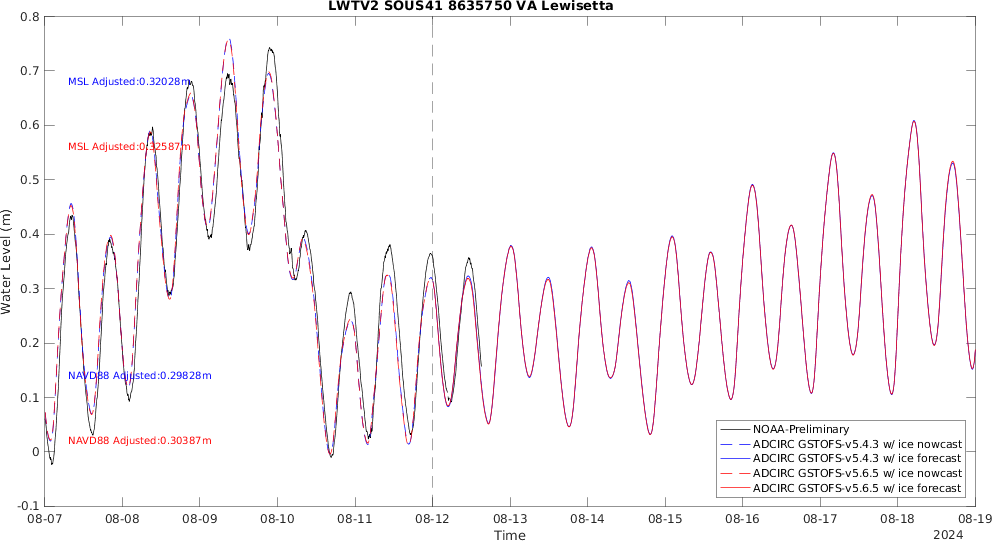 LWTV2 SOUS41 8635750 VA Lewisetta
0.8
0.7
0.6
0.5
0.4
0.3
0.2
0.1
0
-0.1
Water Level (m)
MSL Adjusted:0.32028m
MSL Adjusted:0.32587m
NAVD88 Adjusted:0.29828m
NAVD88 Adjusted:0.30387m
NOAA-Preliminary
ADCIRC GSTOFS-v5.4.3 w/ ice nowcast
ADCIRC GSTOFS-v5.4.3 w/ ice forecast
ADCIRC GSTOFS-v5.6.5 w/ ice nowcast
ADCIRC GSTOFS-v5.6.5 w/ ice forecast
08-07 08-08 08-09 08-10 08-11 08-12 08-13 08-14 08-15 08-16 08-17 08-18 08-19
Time
2024